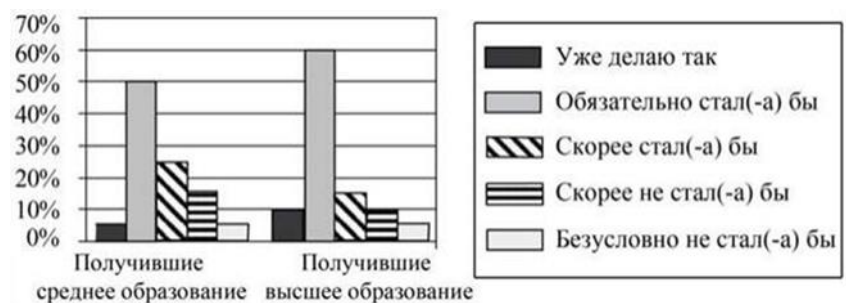 70%
60%
50%
40%
30%
20%
10%
0%
Получившие
среднее образование
Получившие
высшее образование
Уже делаю так
Обязательно стал(-а) бы
Скорее стал(-а) бы
Скорее не стал(-а) бы
Безусловно не стал(-а) бы